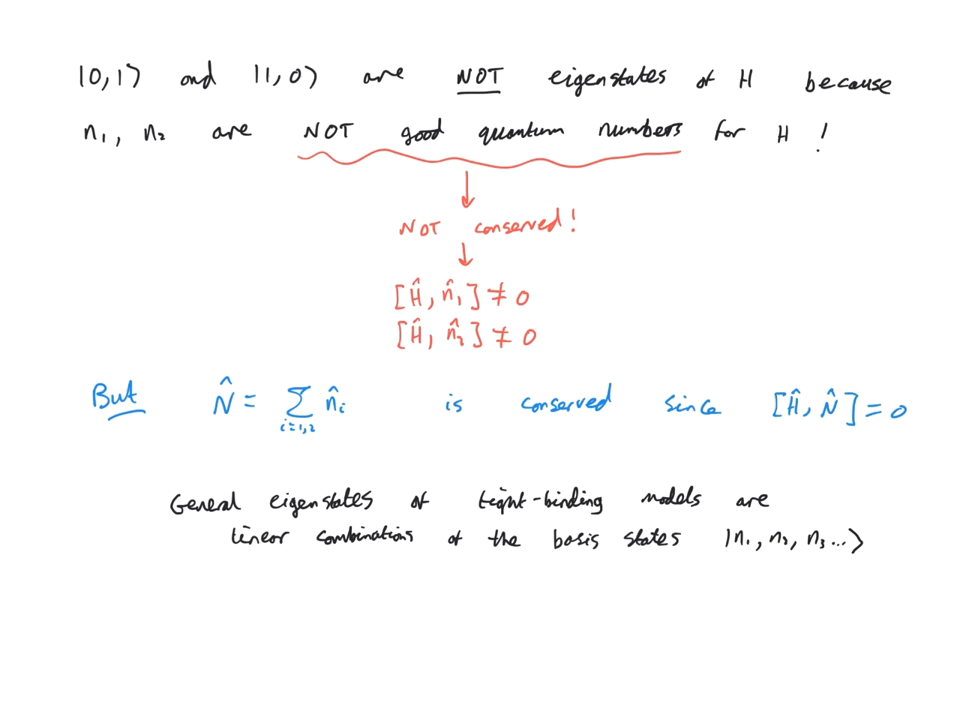 |0,1⟩ and |1,0⟩ are NOT eigenstates of H because
n₁, n₂ are NOT good quantum numbers for H !
NOT conserved!
[Ĥ, n̂₁] ≠ 0
[Ĥ, n̂₂] ≠ 0
But N̂ = ∑ n̂ᵢ is conserved since [Ĥ, N̂] = 0
i=1,2
General eigenstates of tight-binding models are
linear combinations of the basis states |n₁, n₂, n₃...⟩